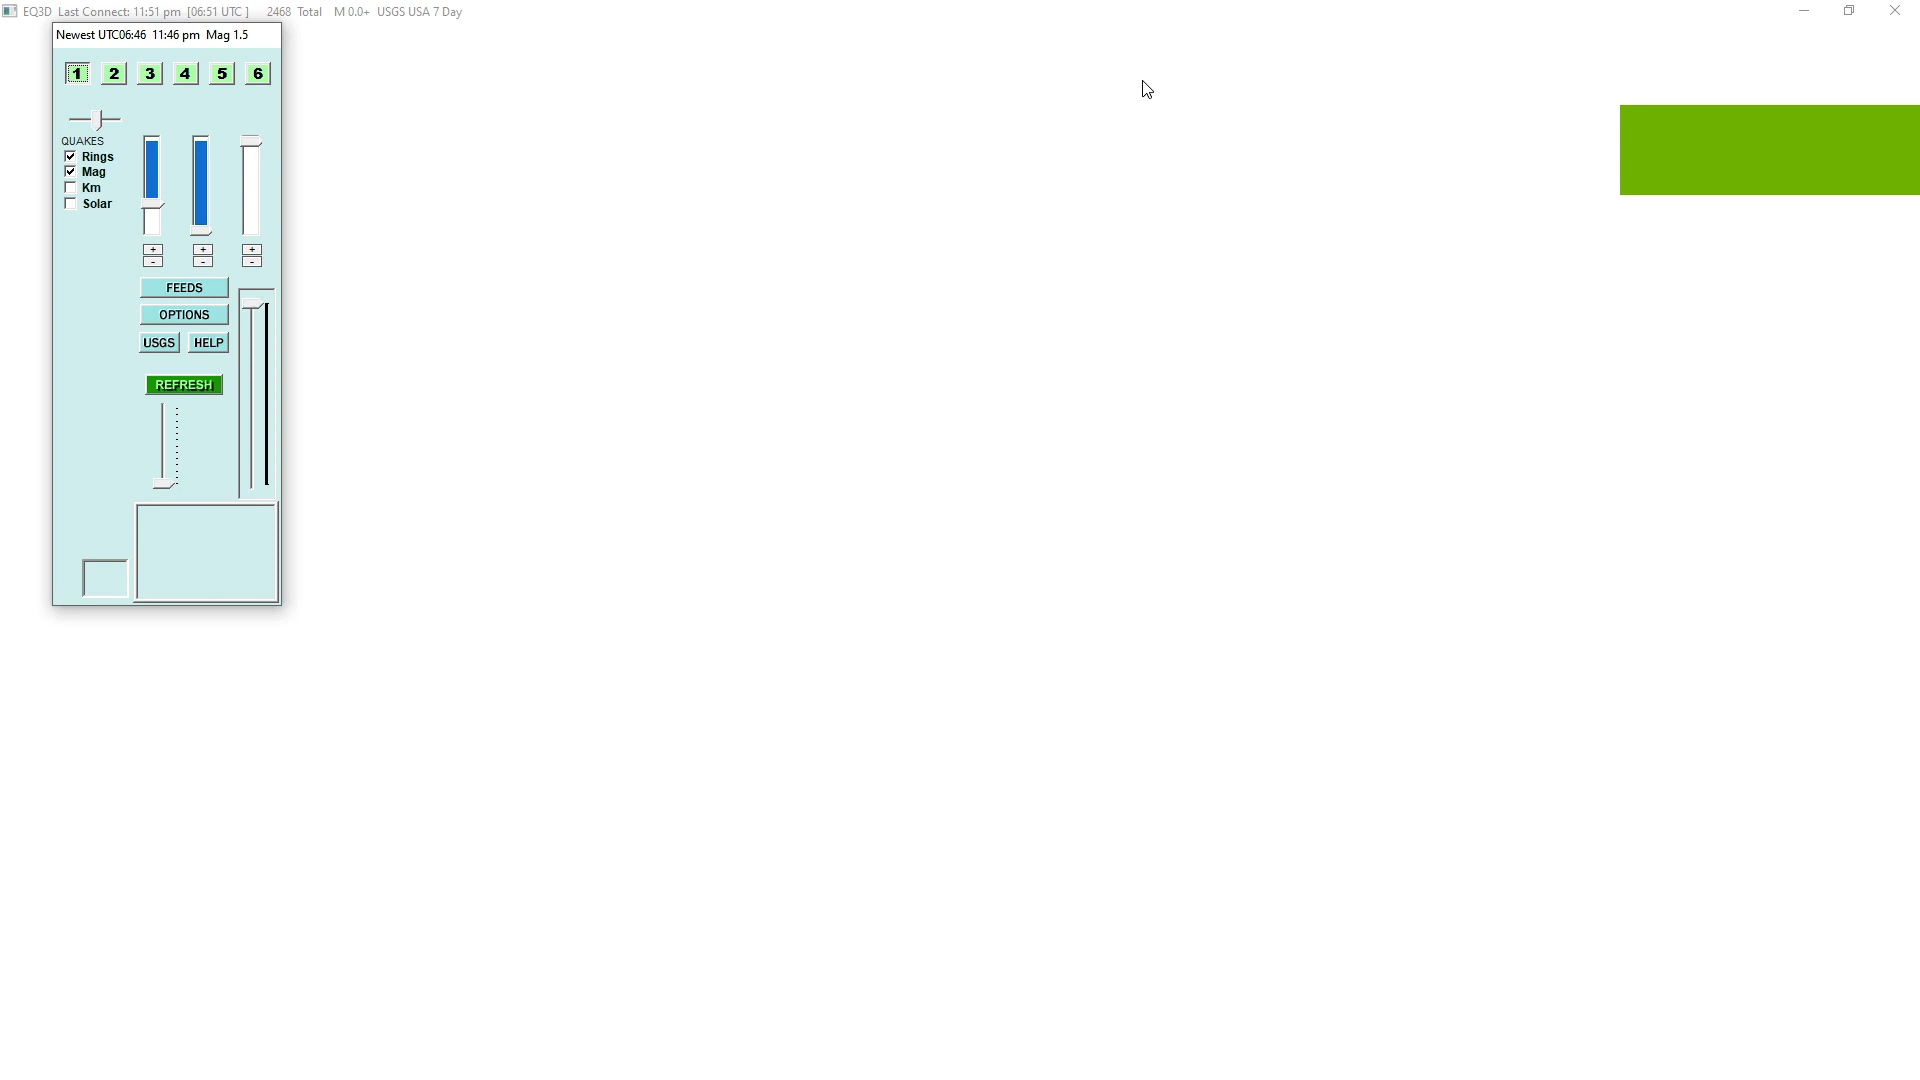 EQ3D Last Connect: 11:51 pm [06:51 UTC ] 2468 Total M 0.0+ USGS USA 7 Day
Newest UTC06:46 11:46 pm Mag 1.5
1 2 3 4 5 6
QUAKES
Rings
Mag
Km
Solar
+ + +
- - -
FEEDS
OPTIONS
USGS HELP
REFRESH